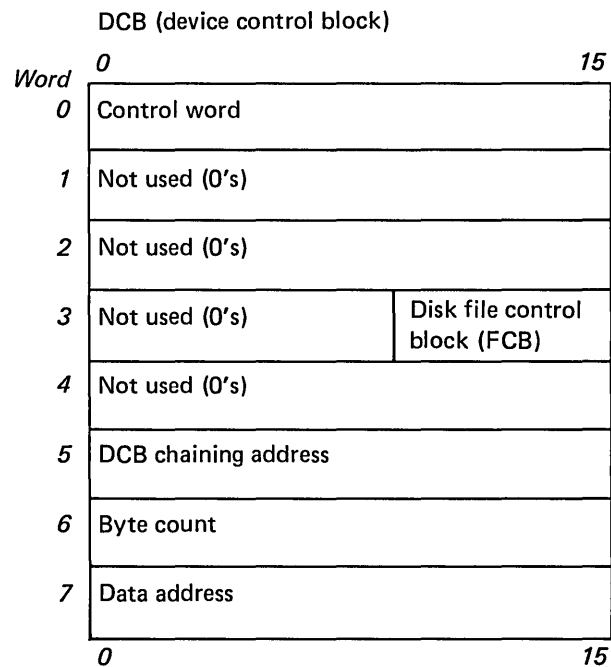 DCB (device control block)
0 15
Word
0 Control word
1 Not used (0's)
2 Not used (0's)
3 Not used (0's) Disk file control
block (FCB)
4 Not used (0's)
5 DCB chaining address
6 Byte count
7 Data address
0 15